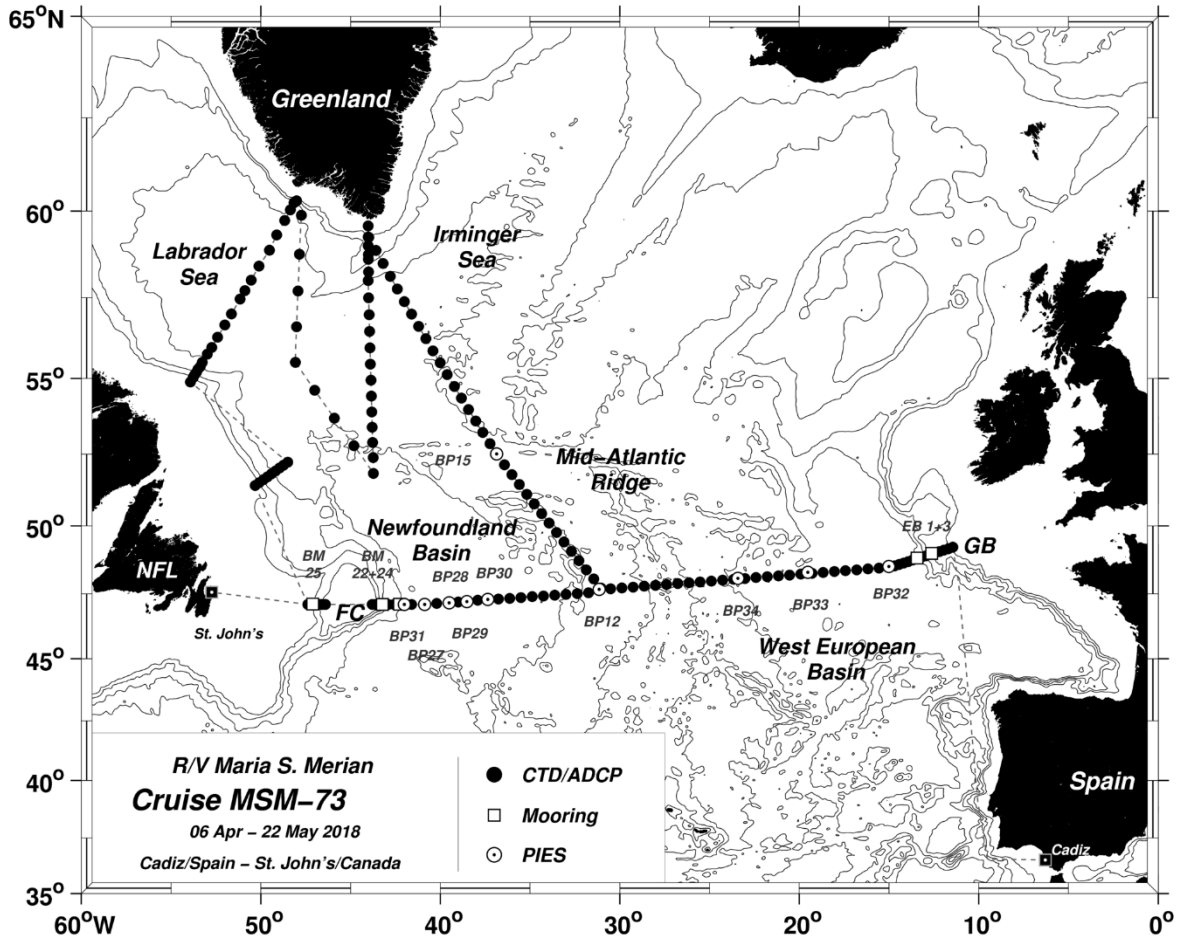 65°N
Greenland
60°
Labrador
Sea
Irminger
Sea
55°
BP15
Mid–Atlantic
Ridge
50°
Newfoundland
Basin
EB 1+3
GB
BM
25
BM
22+24
BP28
BP30
NFL
FC
St. John's
BP31
BP29
BP27
BP12
BP34
BP33
BP32
West European
Basin
45°
R/V Maria S. Merian
Cruise MSM–73
06 Apr – 22 May 2018
Cadiz/Spain – St. John's/Canada
CTD/ADCP
Mooring
PIES
40°
Spain
Cadiz
35°
60°W
50°
40°
30°
20°
10°
0°